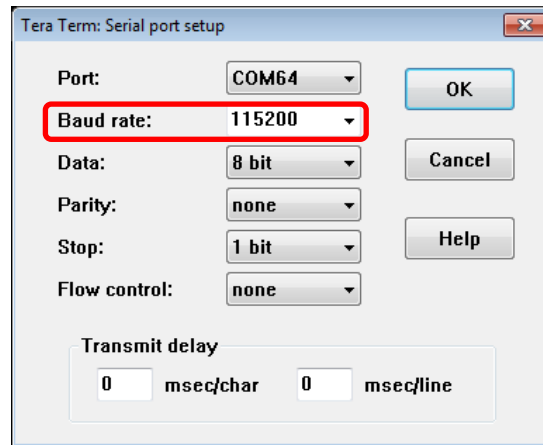 Tera Term: Serial port setup
Port: COM64 OK
Baud rate: 115200
Data: 8 bit Cancel
Parity: none
Stop: 1 bit Help
Flow control: none
Transmit delay
0 msec/char 0 msec/line